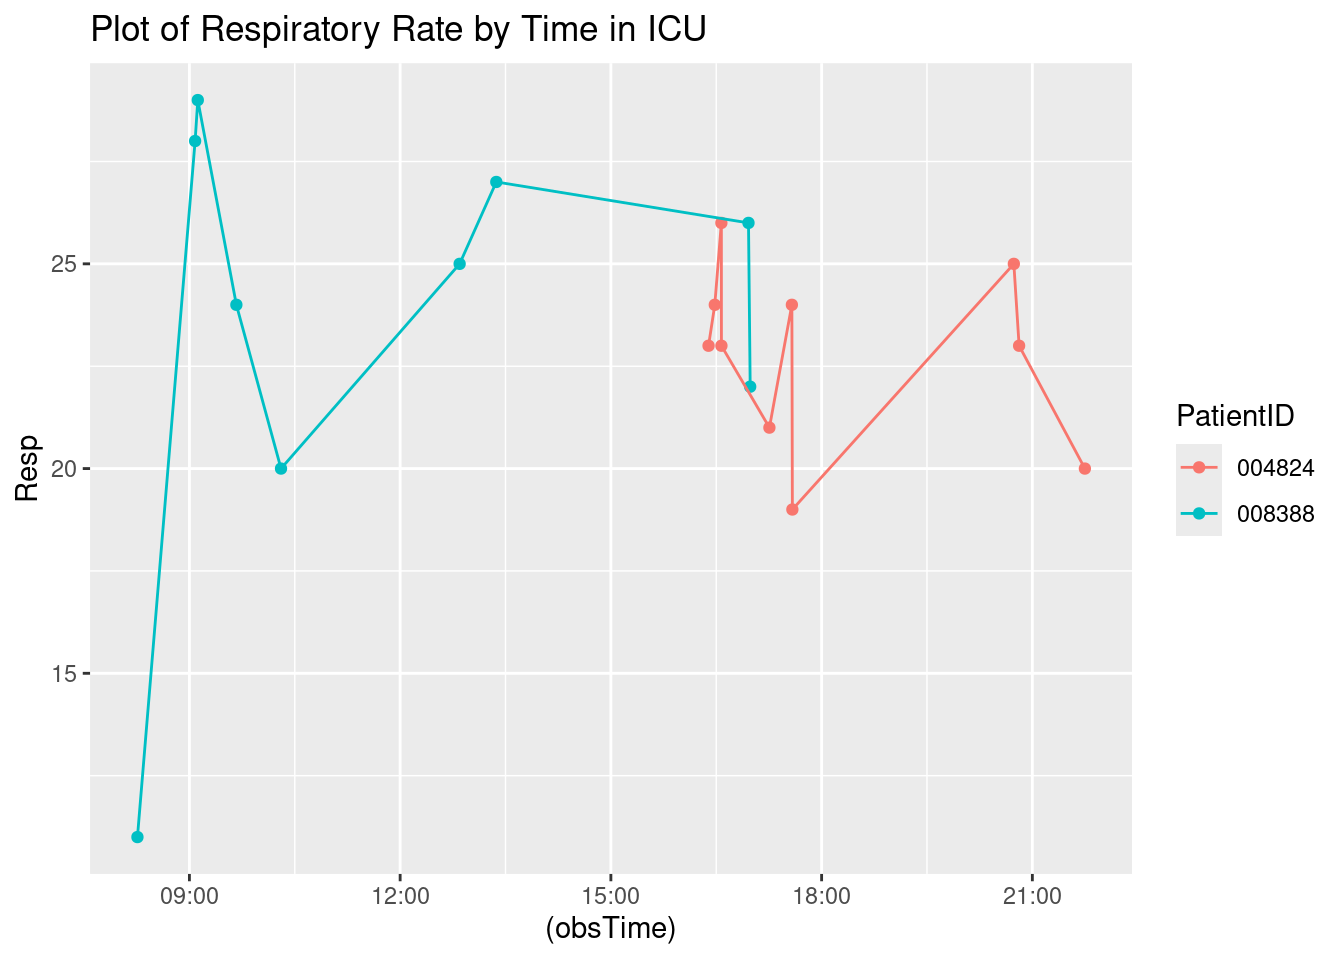 Plot of Respiratory Rate by Time in ICU
Resp
25
20
15
09:00 12:00 15:00 18:00 21:00
(obsTime)
PatientID
004824
008388